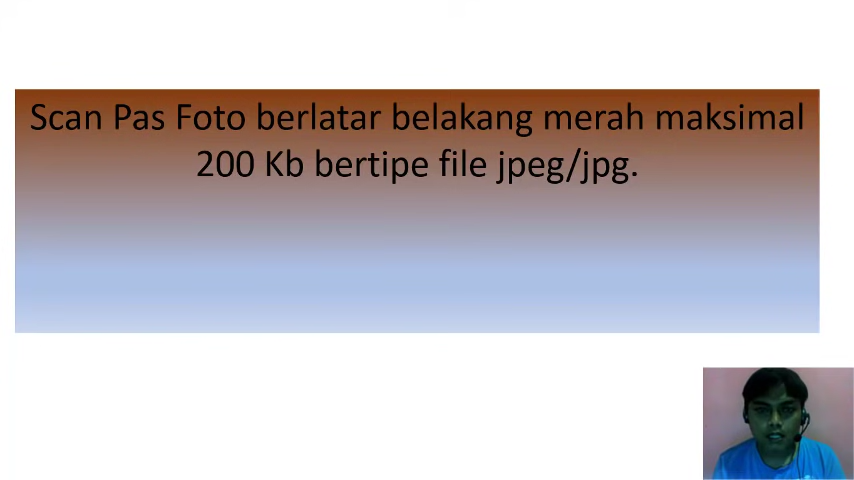 Scan Pas Foto berlatar belakang merah maksimal
200 Kb bertipe file jpeg/jpg.